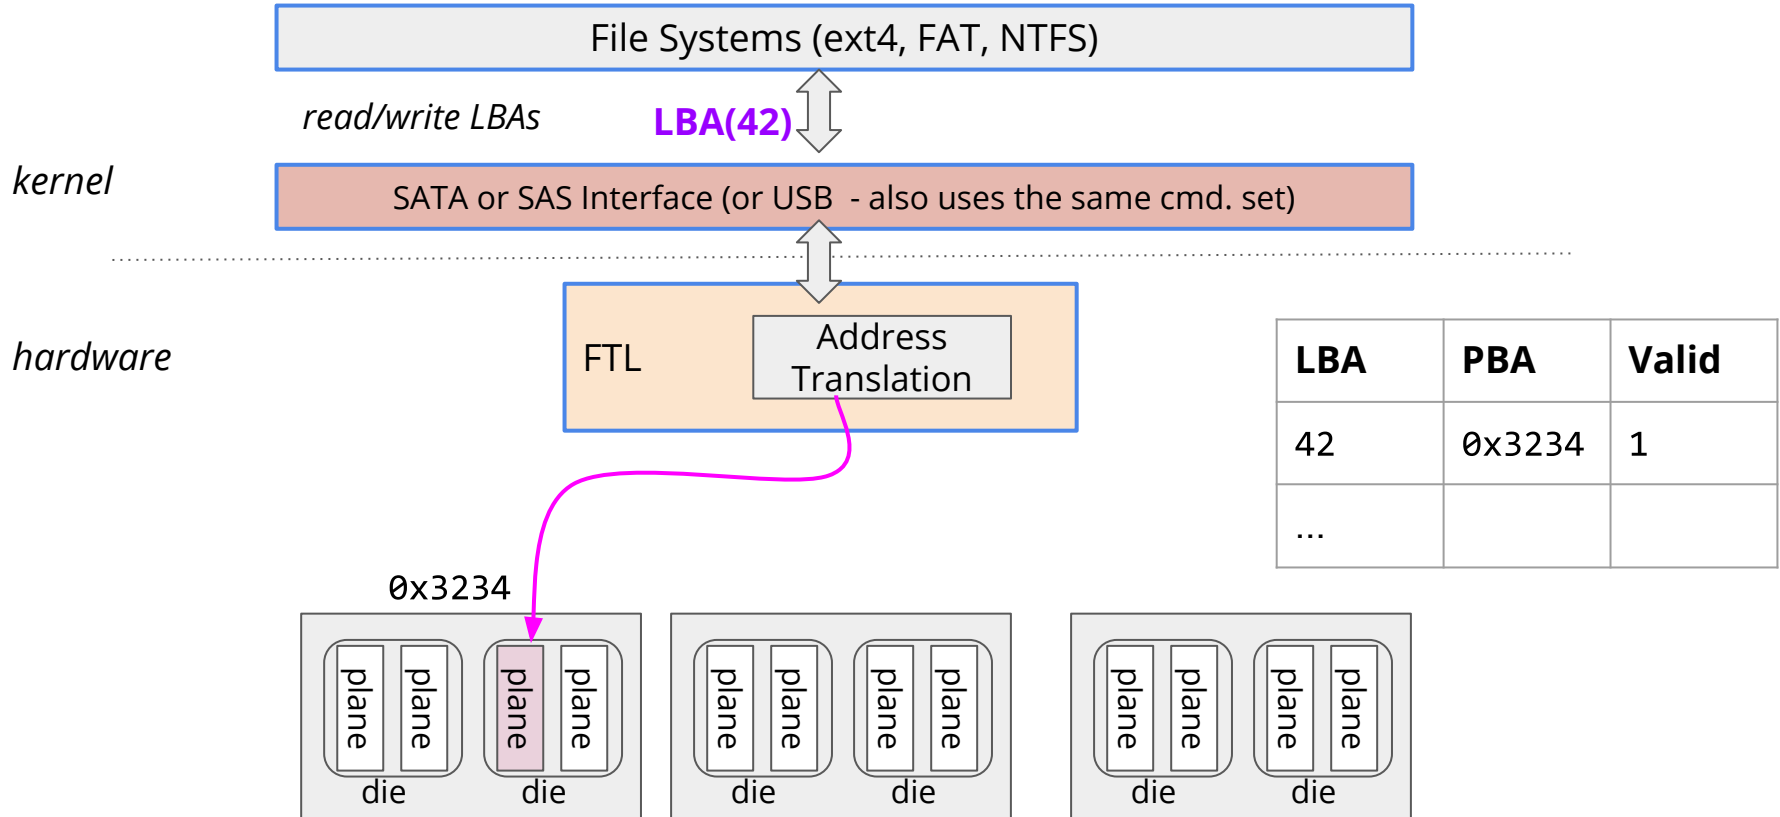 File Systems (ext4, FAT, NTFS)
read/write LBAs
LBA(42)
kernel
SATA or SAS Interface (or USB  - also uses the same cmd. set)
hardware
FTL
Address
Translation
LBA PBA Valid
42 0x3234 1
...
0x3234
plane plane plane plane plane plane plane plane plane plane plane plane
die die die die die die